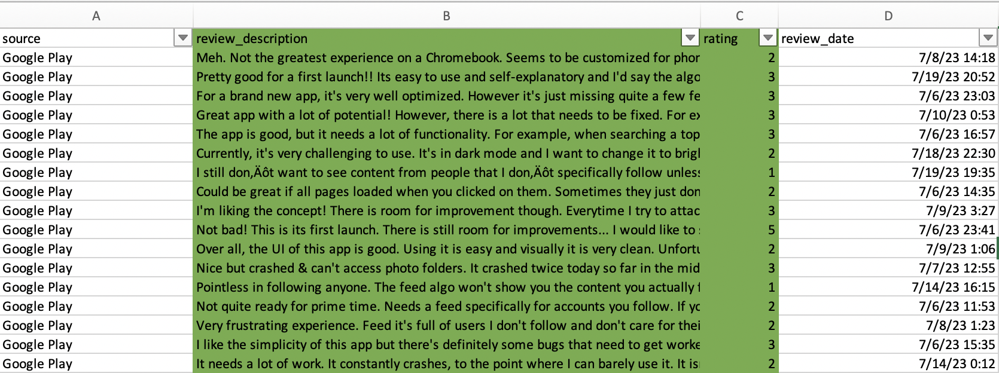 A B C D
source review_description rating review_date
Google Play Meh. Not the greatest experience on a Chromebook. Seems to be customized for phor 2 7/8/23 14:18
Google Play Pretty good for a first launch!! Its easy to use and self-explanatory and I'd say the algo 3 7/19/23 20:52
Google Play For a brand new app, it's very well optimized. However it's just missing quite a few fe 3 7/6/23 23:03
Google Play Great app with a lot of potential! However, there is a lot that needs to be fixed. For ex 3 7/10/23 0:53
Google Play The app is good, but it needs a lot of functionality. For example, when searching a top 3 7/6/23 16:57
Google Play Currently, it's very challenging to use. It's in dark mode and I want to change it to brigl 2 7/18/23 22:30
Google Play I still don‚Äôt want to see content from people that I don‚Äôt specifically follow unless 1 7/19/23 19:35
Google Play Could be great if all pages loaded when you clicked on them. Sometimes they just don 2 7/6/23 14:35
Google Play I'm liking the concept! There is room for improvement though. Everytime I try to attac 3 7/9/23 3:27
Google Play Not bad! This is its first launch. There is still room for improvements... I would like to 5 7/6/23 23:41
Google Play Over all, the UI of this app is good. Using it is easy and visually it is very clean. Unfortu 2 7/9/23 1:06
Google Play Nice but crashed & can't access photo folders. It crashed twice today so far in the mid 3 7/7/23 12:55
Google Play Pointless in following anyone. The feed algo won't show you the content you actually 1 7/14/23 16:15
Google Play Not quite ready for prime time. Needs a feed specifically for accounts you follow. If yo 2 7/6/23 11:53
Google Play Very frustrating experience. Feed it's full of users I don't follow and don't care for thei 2 7/8/23 1:23
Google Play I like the simplicity of this app but there's definitely some bugs that need to get worke 3 7/6/23 15:35
Google Play It needs a lot of work. It constantly crashes, to the point where I can barely use it. It is 2 7/14/23 0:12